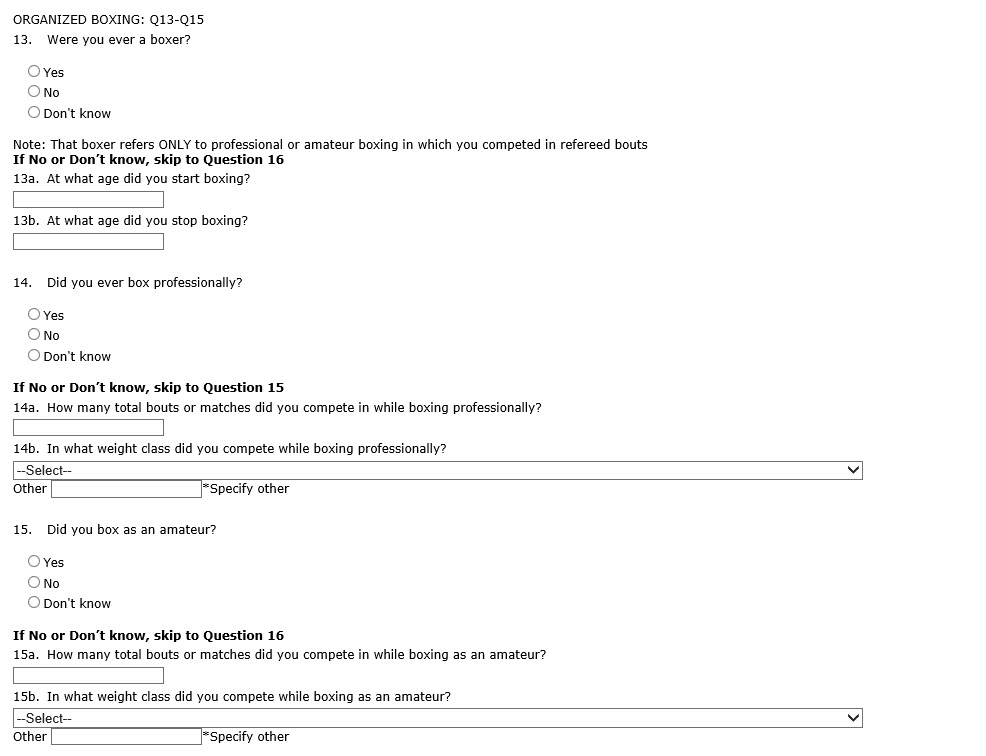 ORGANIZED BOXING: Q13-Q15
13. Were you ever a boxer?
Yes
No
Don't know
Note: That boxer refers ONLY to professional or amateur boxing in which you competed in refereed bouts
If No or Don’t know, skip to Question 16
13a. At what age did you start boxing?
13b. At what age did you stop boxing?
14. Did you ever box professionally?
Yes
No
Don't know
If No or Don’t know, skip to Question 15
14a. How many total bouts or matches did you compete in while boxing professionally?
14b. In what weight class did you compete while boxing professionally?
--Select--
Other *Specify other
15. Did you box as an amateur?
Yes
No
Don't know
If No or Don’t know, skip to Question 16
15a. How many total bouts or matches did you compete in while boxing as an amateur?
15b. In what weight class did you compete while boxing as an amateur?
--Select--
Other *Specify other